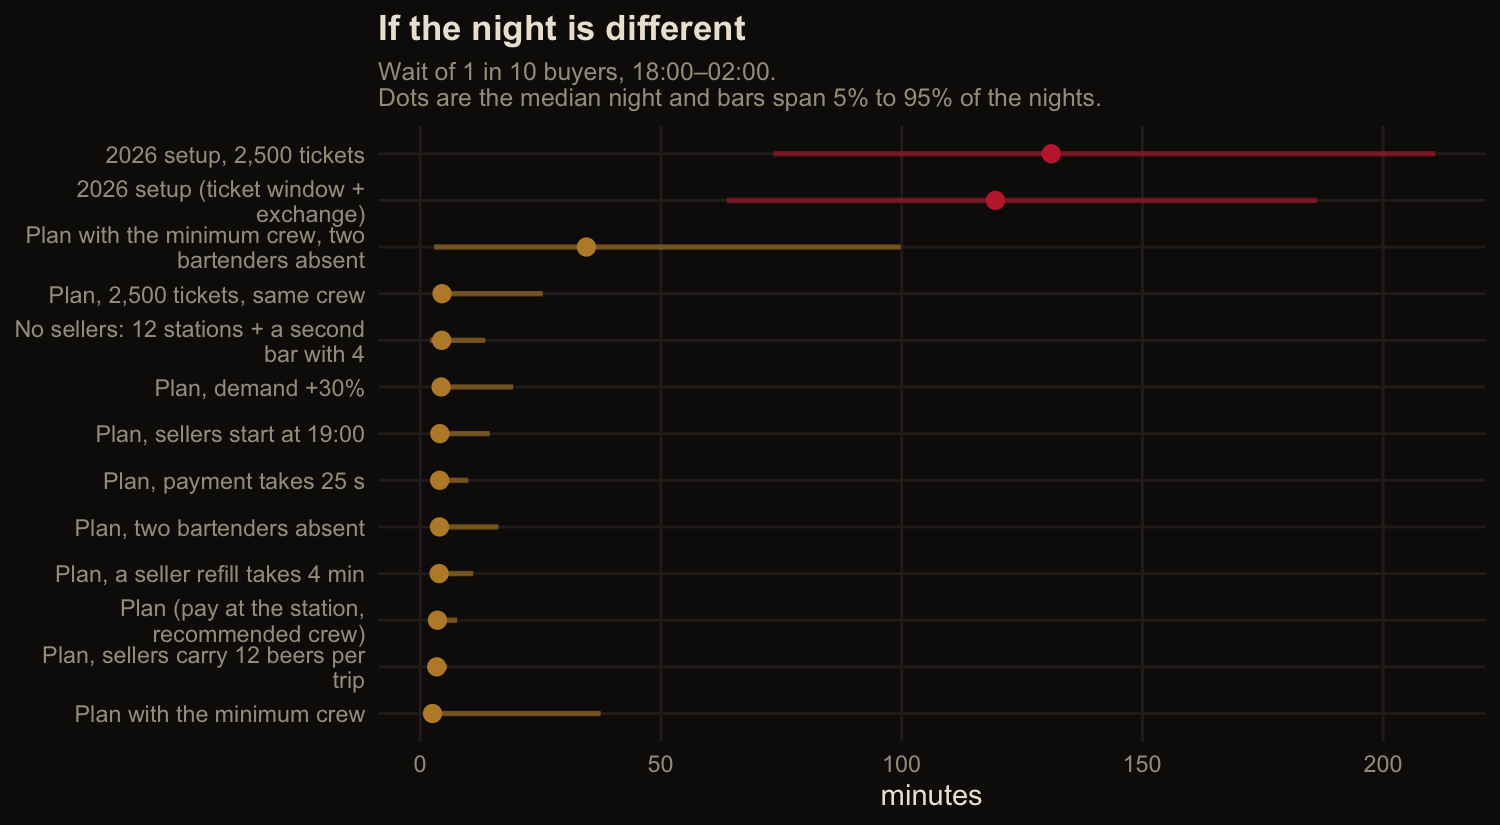 If the night is different
Wait of 1 in 10 buyers, 18:00–02:00.
Dots are the median night and bars span 5% to 95% of the nights.
2026 setup, 2,500 tickets
2026 setup (ticket window +
exchange)
Plan with the minimum crew, two
bartenders absent
Plan, 2,500 tickets, same crew
No sellers: 12 stations + a second
bar with 4
Plan, demand +30%
Plan, sellers start at 19:00
Plan, payment takes 25 s
Plan, two bartenders absent
Plan, a seller refill takes 4 min
Plan (pay at the station,
recommended crew)
Plan, sellers carry 12 beers per
trip
Plan with the minimum crew
0 50 100 150 200
minutes